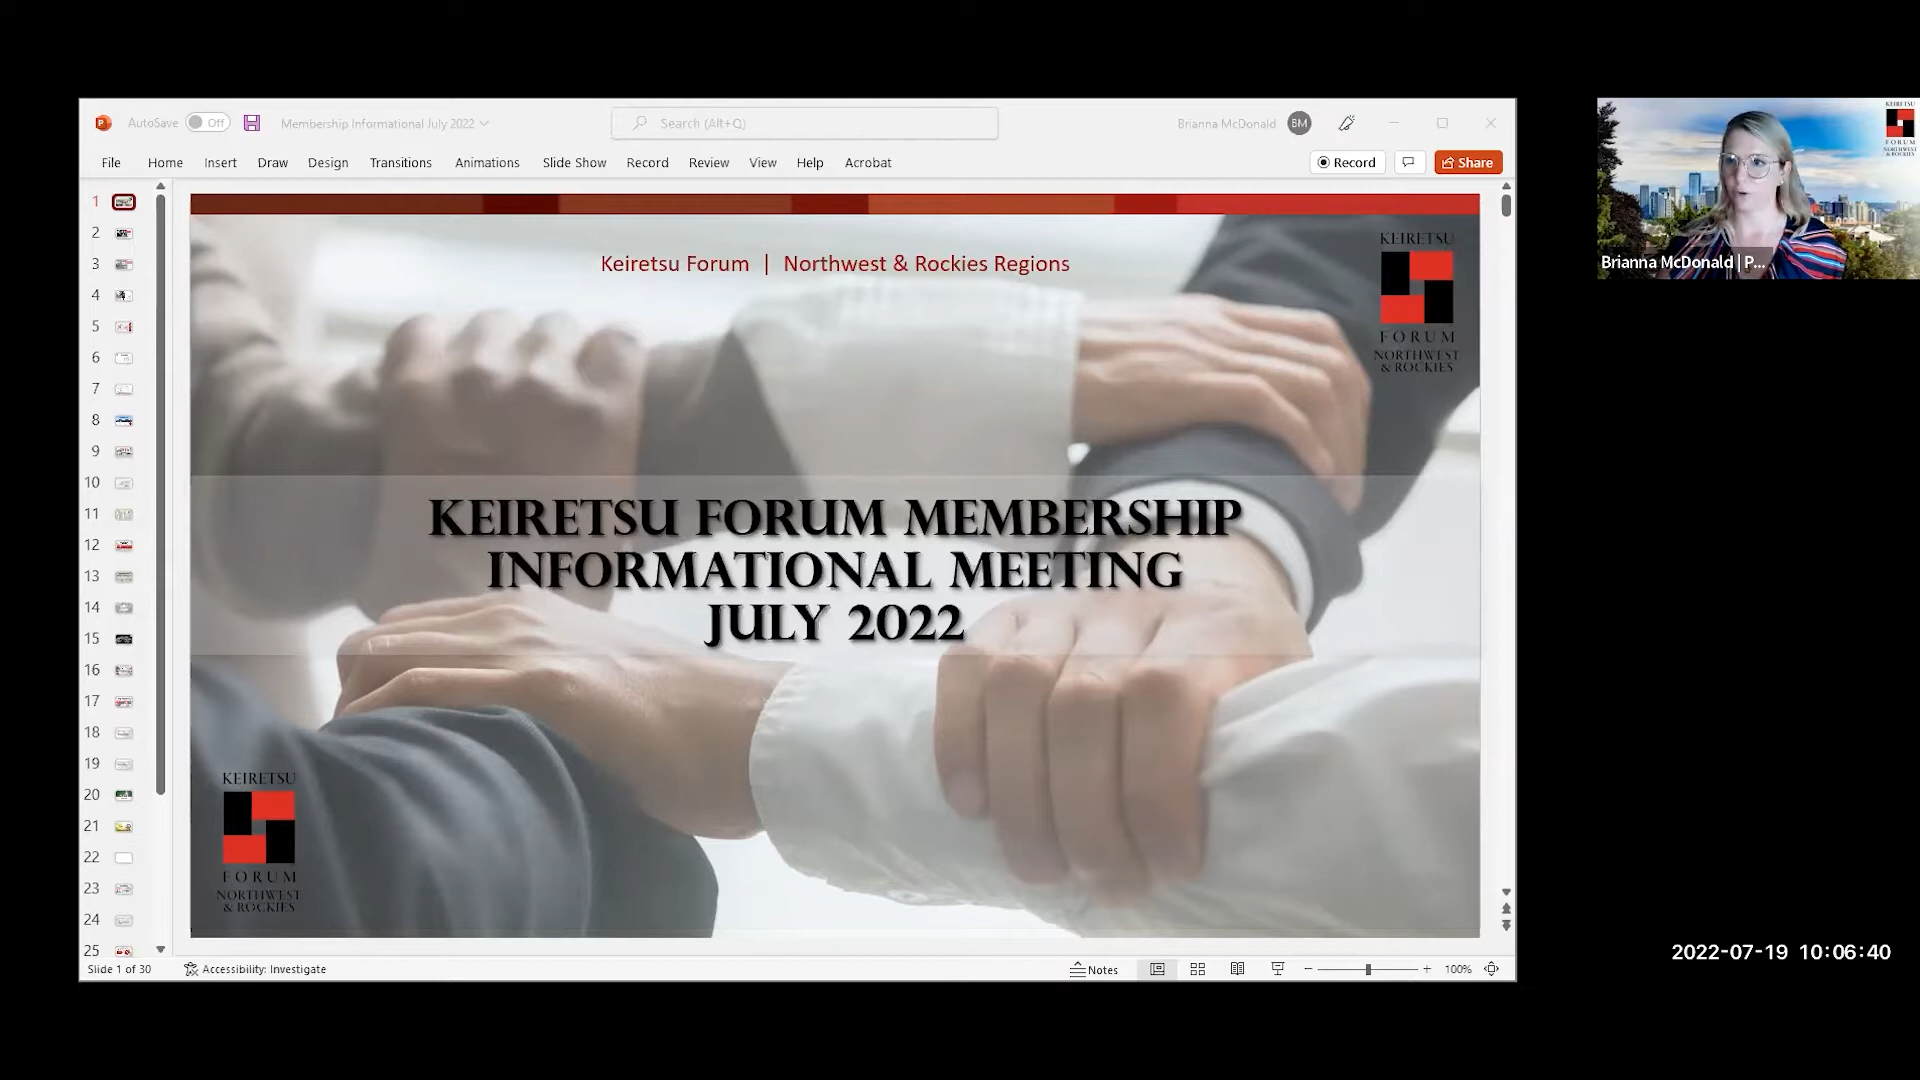 AutoSave Off Membership Informational July 2022 Search (Alt+Q) Brianna McDonald BM
File Home Insert Draw Design Transitions Animations Slide Show Record Review View Help Acrobat Record Share
Keiretsu Forum | Northwest & Rockies Regions
KEIRETSU
FORUM
NORTHWEST
& ROCKIES
KEIRETSU FORUM MEMBERSHIP
INFORMATIONAL MEETING
JULY 2022
KEIRETSU
FORUM
NORTHWEST
& ROCKIES
1
2
3
4
5
6
7
8
9
10
11
12
13
14
15
16
17
18
19
20
21
22
23
24
25
Slide 1 of 30 Accessibility: Investigate Notes 100%
KEIRETSU
FORUM
NORTHWEST
& ROCKIES
Brianna McDonald | P...
2022-07-19 10:06:40